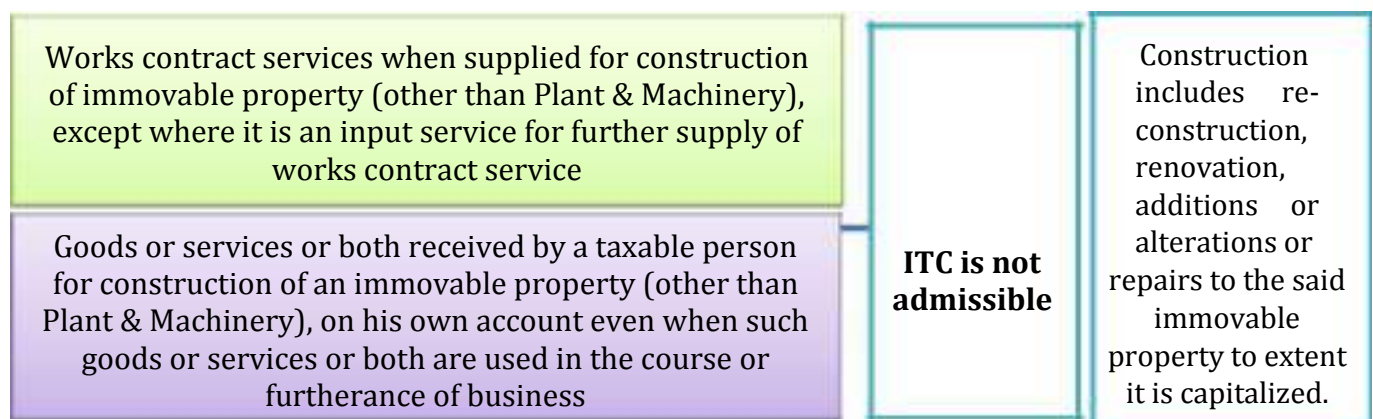 Works contract services when supplied for construction
of immovable property (other than Plant & Machinery),
except where it is an input service for further supply of
works contract service
Goods or services or both received by a taxable person
for construction of an immovable property (other than
Plant & Machinery), on his own account even when such
goods or services or both are used in the course or
furtherance of business
ITC is not
admissible
Construction
includes re-
construction,
renovation,
additions or
alterations or
repairs to the said
immovable
property to extent
it is capitalized.